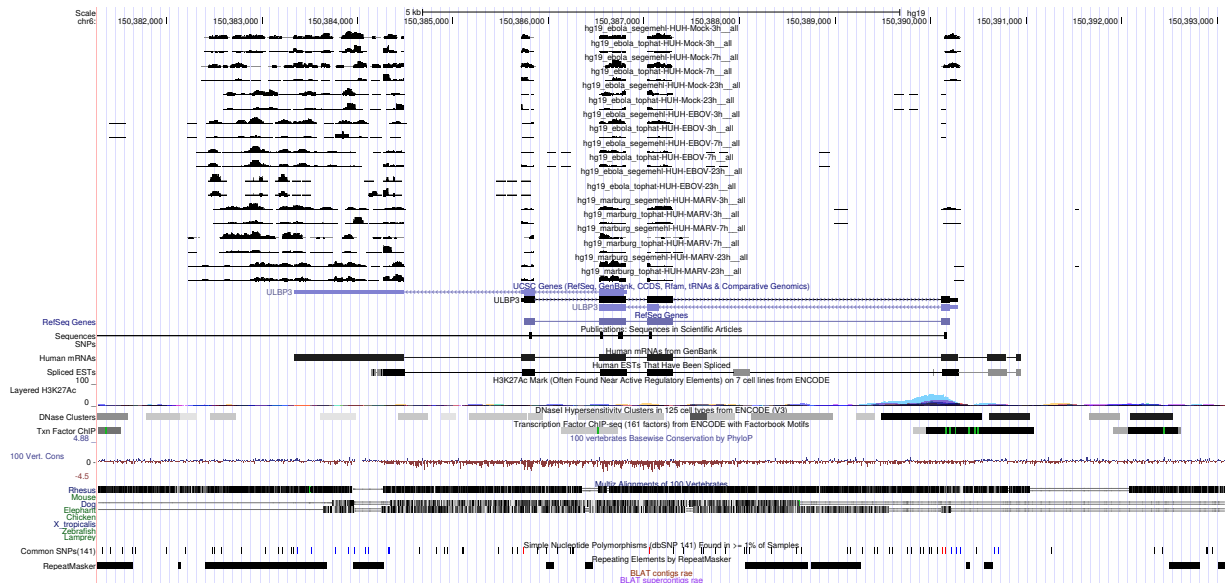 Scale 5 kb hg19
chr6: 150,382,000 150,383,000 150,384,000 150,385,000 150,386,000 150,387,000 150,388,000 150,389,000 150,390,000 150,391,000 150,392,000 150,393,000
hg19_ebola_segemehl-HUH-Mock-3h__all
hg19_ebola_tophat-HUH-Mock-3h__all
hg19_ebola_segemehl-HUH-Mock-7h__all
hg19_ebola_tophat-HUH-Mock-7h__all
hg19_ebola_segemehl-HUH-Mock-23h__all
hg19_ebola_tophat-HUH-Mock-23h__all
hg19_ebola_segemehl-HUH-EBOV-3h__all
hg19_ebola_tophat-HUH-EBOV-3h__all
hg19_ebola_segemehl-HUH-EBOV-7h__all
hg19_ebola_tophat-HUH-EBOV-7h__all
hg19_ebola_segemehl-HUH-EBOV-23h__all
hg19_ebola_tophat-HUH-EBOV-23h__all
hg19_marburg_segemehl-HUH-MARV-3h__all
hg19_marburg_tophat-HUH-MARV-3h__all
hg19_marburg_segemehl-HUH-MARV-7h__all
hg19_marburg_tophat-HUH-MARV-7h__all
hg19_marburg_segemehl-HUH-MARV-23h__all
hg19_marburg_tophat-HUH-MARV-23h__all
UCSC Genes (RefSeq, GenBank, CCDS, Rfam, tRNAs & Comparative Genomics)
ULBP3
ULBP3
ULBP3
RefSeq Genes
RefSeq Genes
Publications: Sequences in Scientific Articles
Sequences
SNPs
Human mRNAs from GenBank
Human mRNAs
Human ESTs That Have Been Spliced
Spliced ESTs
H3K27Ac Mark (Often Found Near Active Regulatory Elements) on 7 cell lines from ENCODE
100
Layered H3K27Ac
0
DNaseI Hypersensitivity Clusters in 125 cell types from ENCODE (V3)
DNase Clusters
Transcription Factor ChIP-seq (161 factors) from ENCODE with Factorbook Motifs
Txn Factor ChIP
100 vertebrates Basewise Conservation by PhyloP
4.88
100 Vert. Cons
0
-4.5
Multiz Alignments of 100 Vertebrates
Rhesus
Mouse
Dog
Elephant
Chicken
X_tropicalis
Zebrafish
Lamprey
Simple Nucleotide Polymorphisms (dbSNP 141) Found in >= 1% of Samples
Common SNPs(141)
Repeating Elements by RepeatMasker
RepeatMasker
BLAT contigs rae
BLAT supercontigs rae